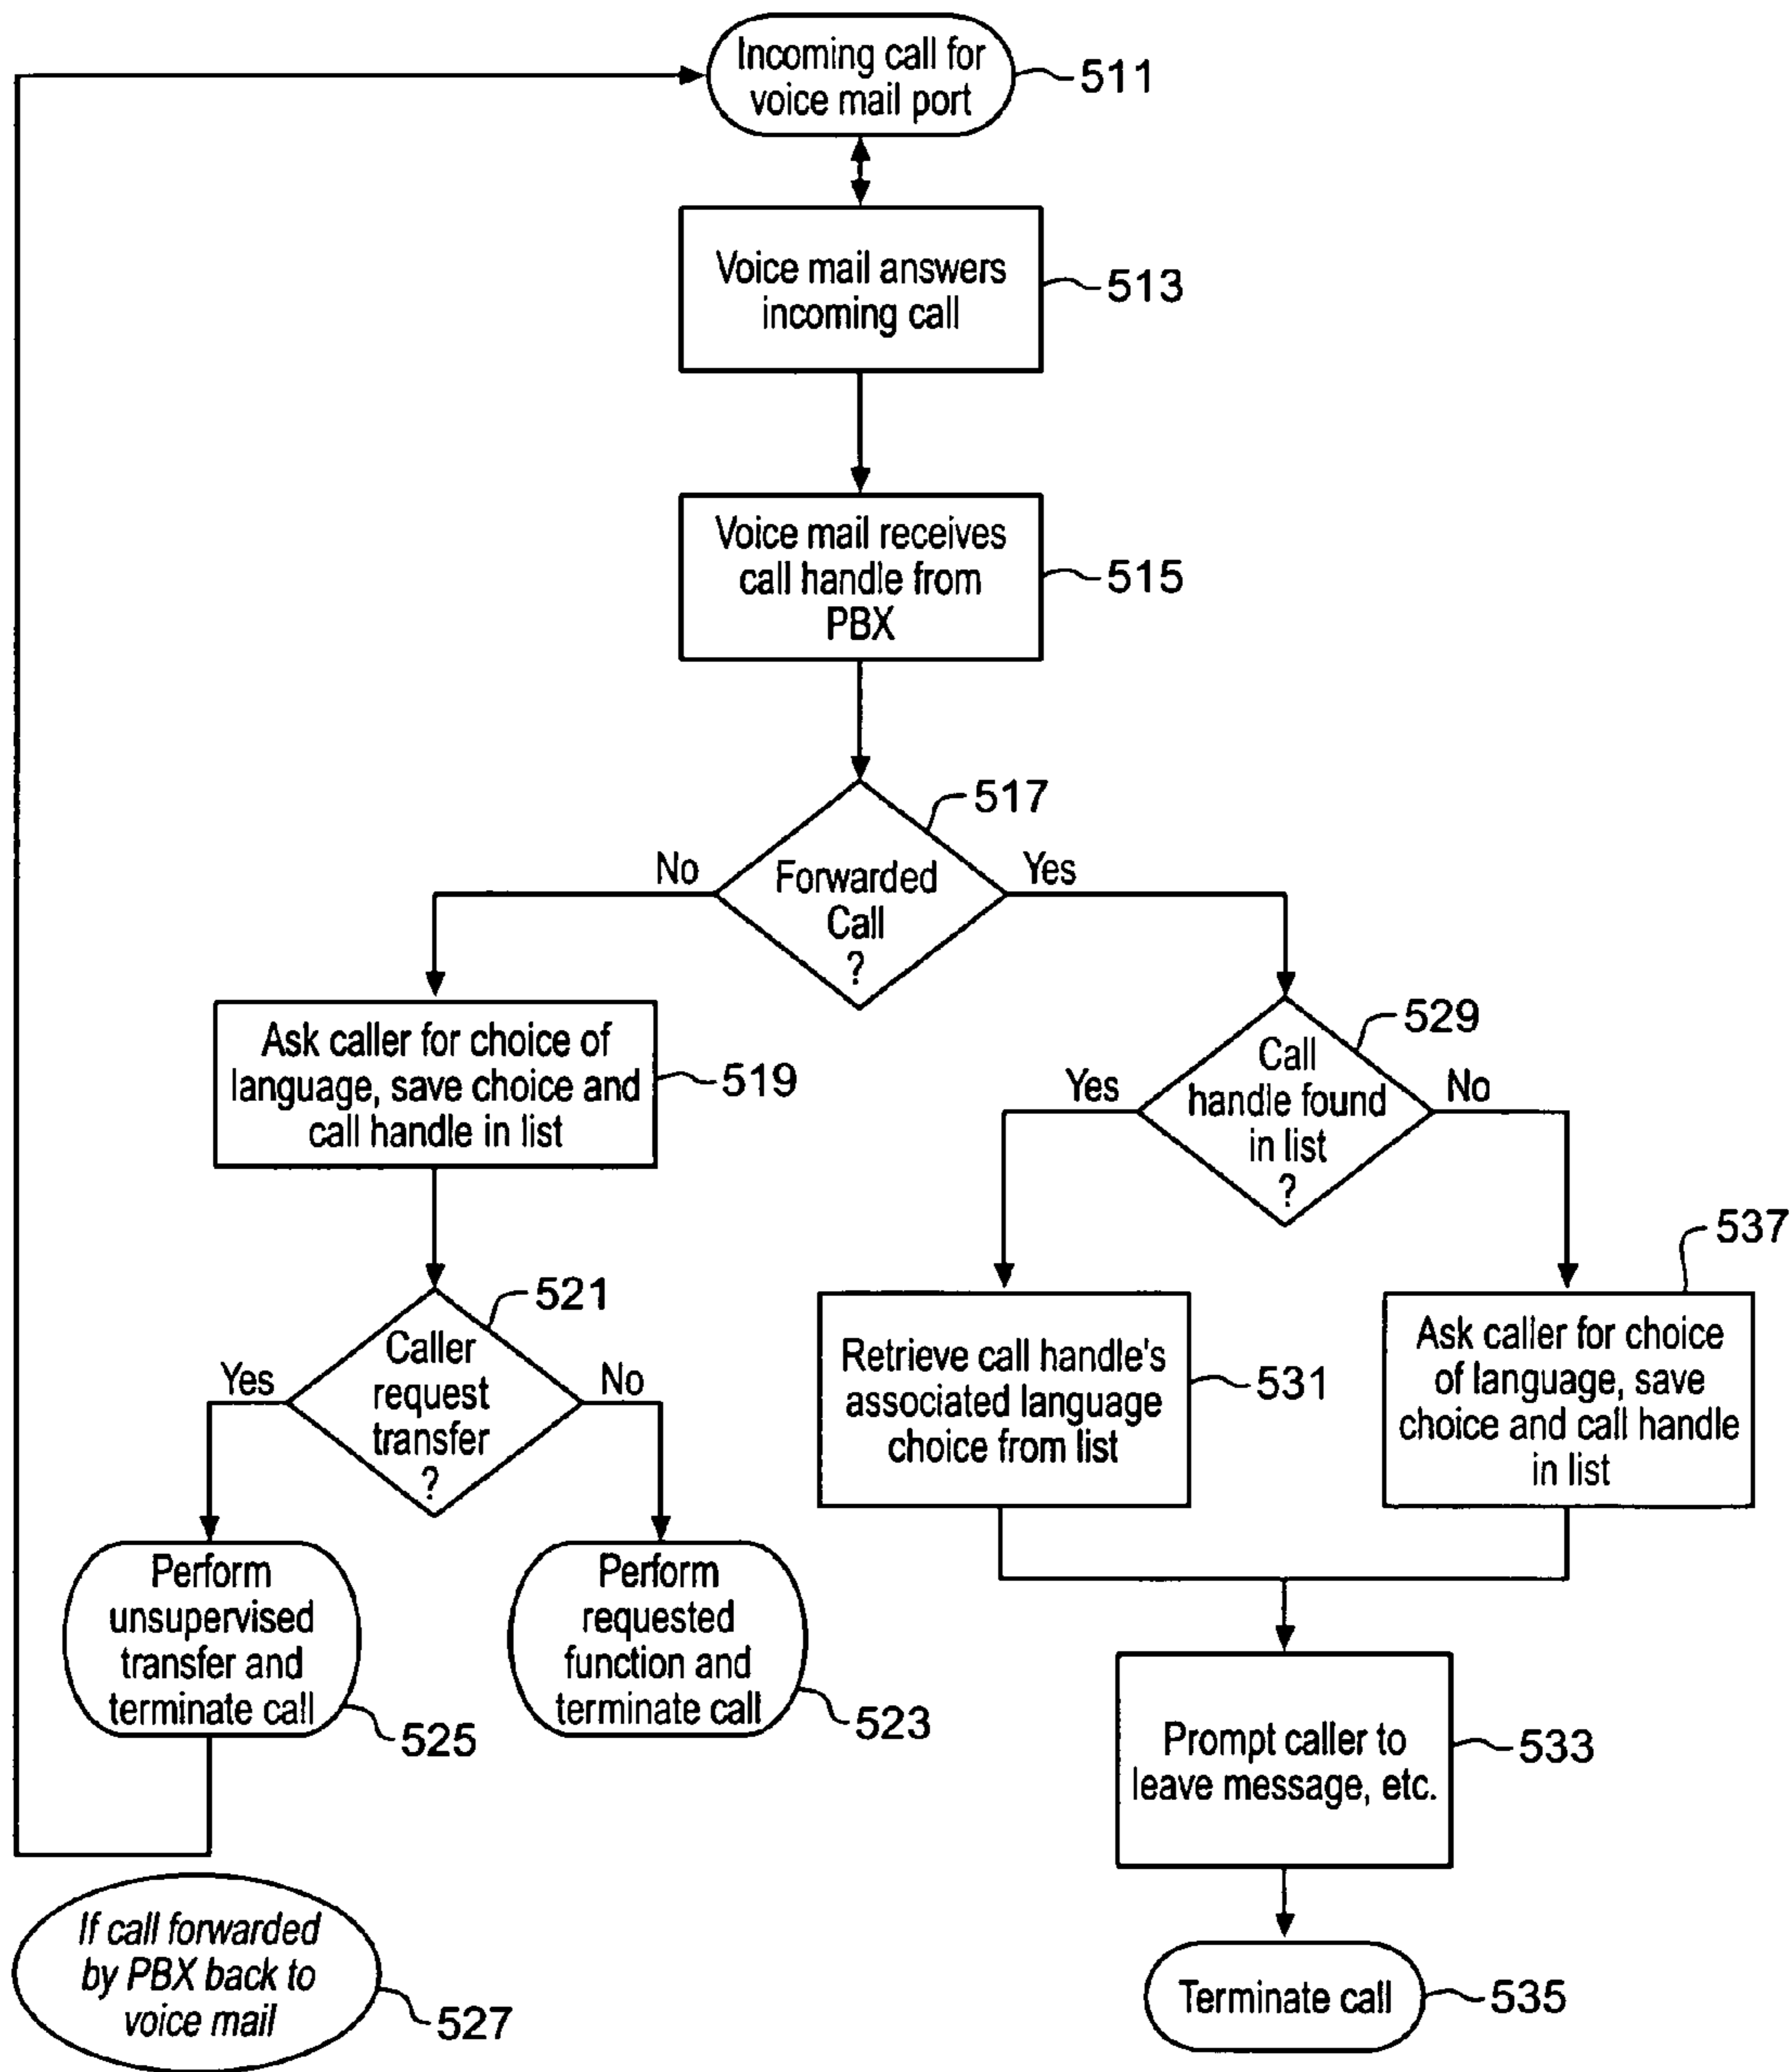 Incoming call for
voice mail port
511
Voice mail answers
incoming call
513
Voice mail receives
call handle from
PBX
515
517
No
Yes
Forwarded
Call
?
Ask caller for choice of
language, save choice and
call handle in list
519
529
Yes
No
Call
handle found
in list
?
521
Yes
No
Caller
request
transfer
?
Retrieve call handle's
associated language
choice from list
531
537
Ask caller for choice
of language, save
choice and call handle
in list
Perform
unsupervised
transfer and
terminate call
525
Perform
requested
function and
terminate call
523
Prompt caller to
leave message, etc.
533
If call forwarded
by PBX back to
voice mail
527
Terminate call
535